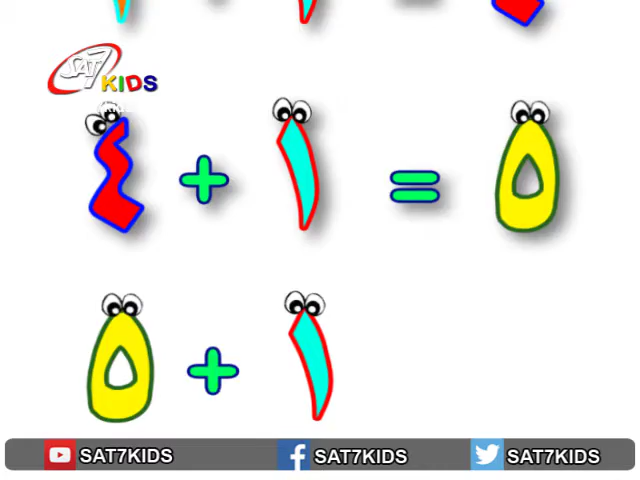 SAT7
KIDS
٤ + ١ = ٥
٥ + ١
SAT7KIDS SAT7KIDS SAT7KIDS